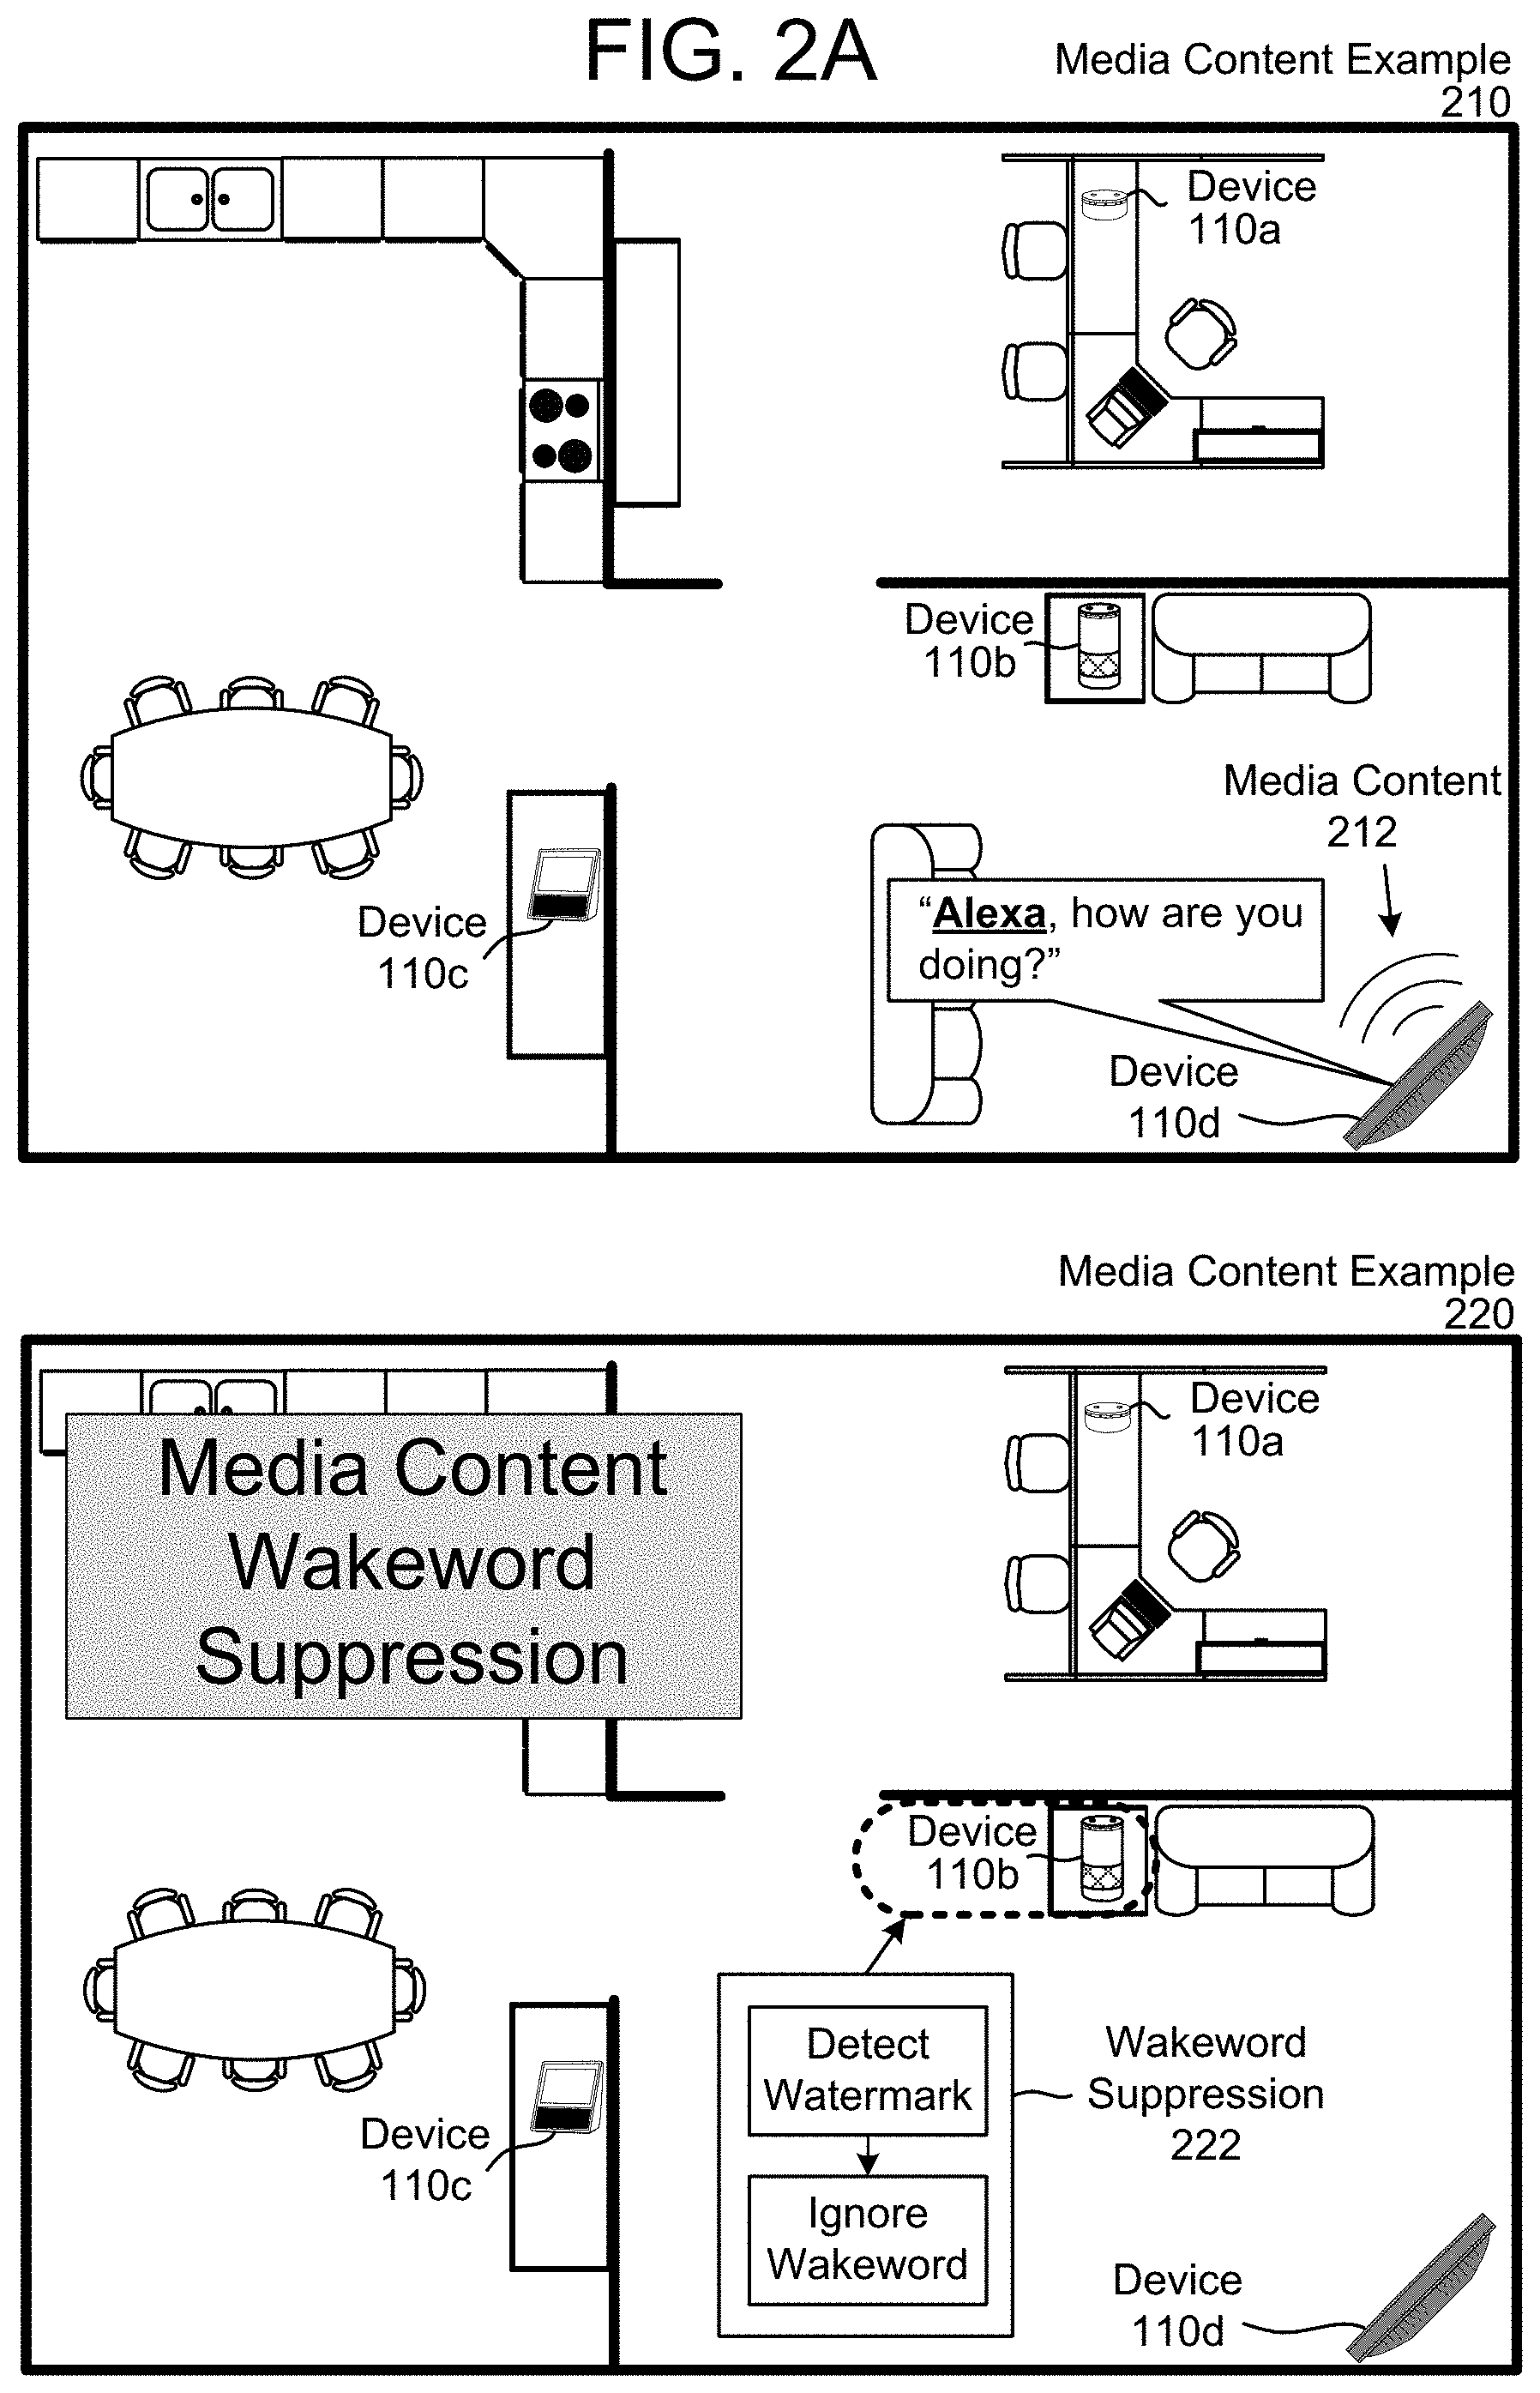 FIG. 2A
Media Content Example
210
Device
110a
Device
110b
Media Content
212
“Alexa, how are you
doing?”
Device
110c
Device
110d
Media Content Example
220
Media Content
Wakeword
Suppression
Device
110a
Device
110b
Detect
Watermark
Wakeword
Suppression
222
Device
110c
Ignore
Wakeword
Device
110d